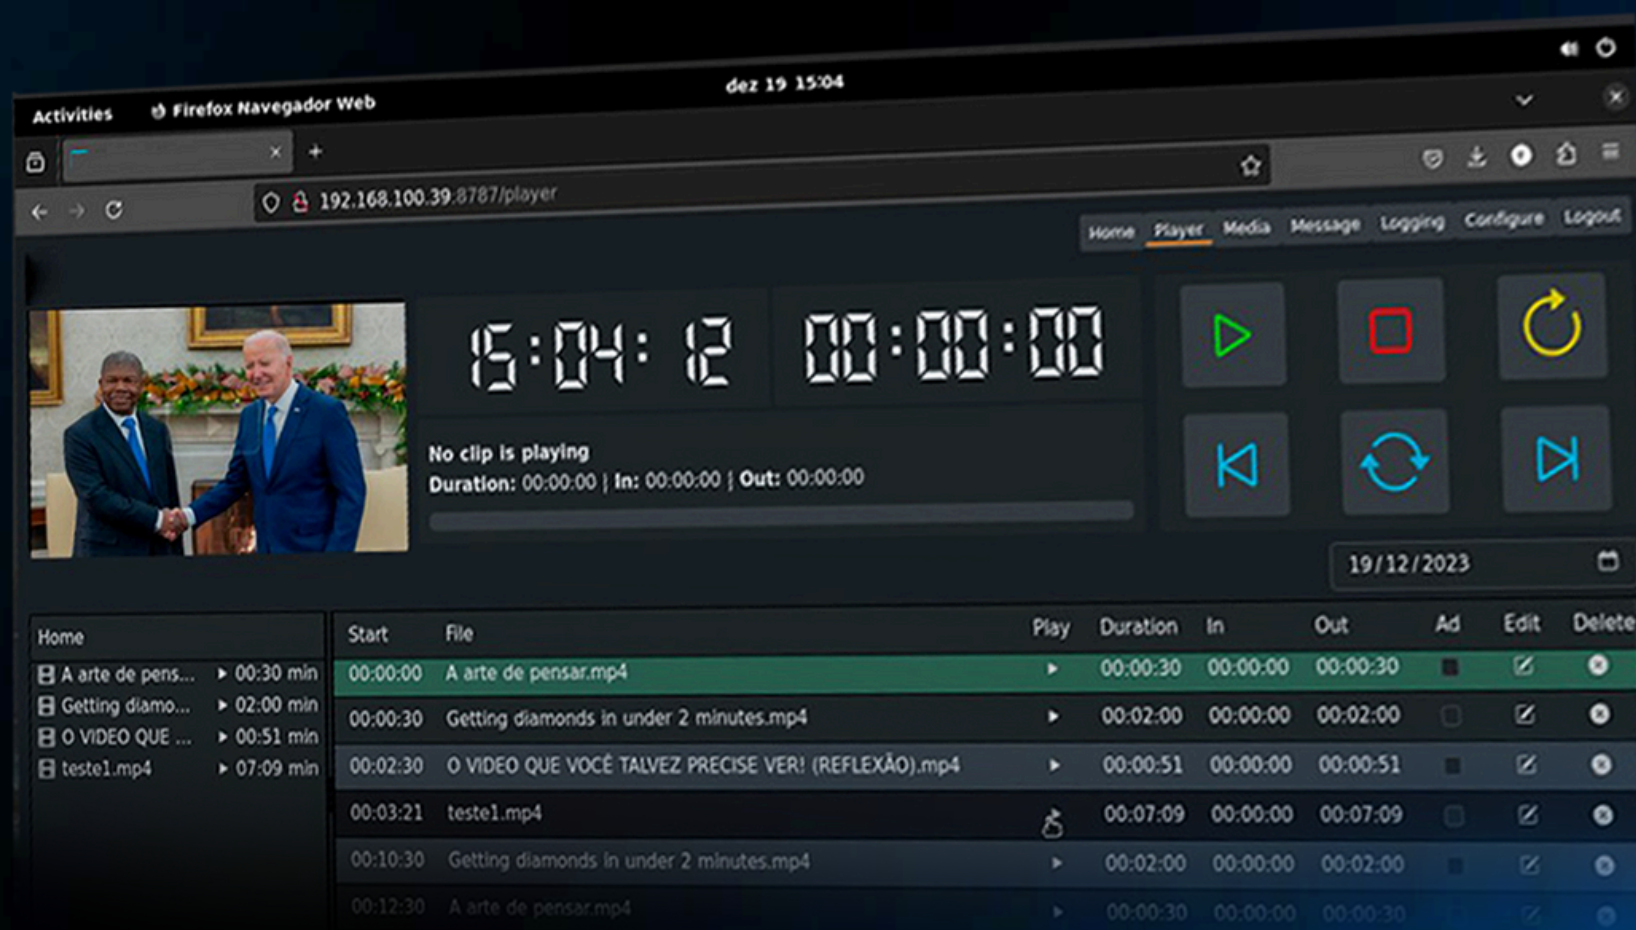 dez 19 15:04
Activities Firefox Navegador Web
192.168.100.39:8787/player
Home Player Media Message Logging Configure Logout
15:04: 12 00:00:00
No clip is playing
Duration: 00:00:00 | In: 00:00:00 | Out: 00:00:00
19/12/2023
Home
A arte de pens... 00:30 min
Getting diamo... 02:00 min
O VIDEO QUE ... 00:51 min
teste1.mp4 07:09 min
Start File Play Duration In Out Ad Edit Delete
00:00:00 A arte de pensar.mp4 00:00:30 00:00:00 00:00:30
00:00:30 Getting diamonds in under 2 minutes.mp4 00:02:00 00:00:00 00:02:00
00:02:30 O VIDEO QUE VOCÊ TALVEZ PRECISE VER! (REFLEXÃO).mp4 00:00:51 00:00:00 00:00:51
00:03:21 teste1.mp4 00:07:09 00:00:00 00:07:09
00:10:30 Getting diamonds in under 2 minutes.mp4 00:02:00 00:00:00 00:02:00
00:12:30 A arte de pensar.mp4 00:00:30 00:00:00 00:00:30